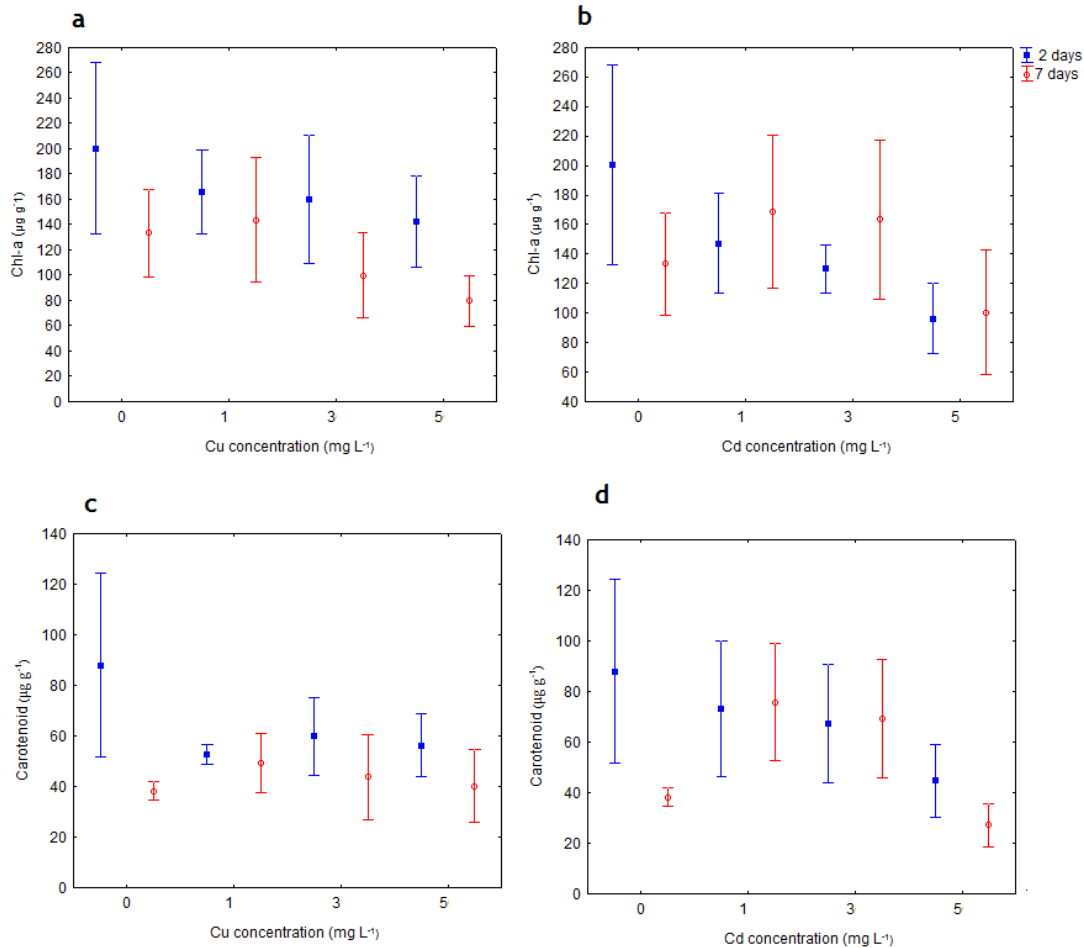 a
b
280
260
240
220
200
180
160
140
120
100
80
60
40
20
0
Chl-a (µg g⁻¹)
0 1 3 5
Cu concentration (mg L⁻¹)
280
260
240
220
200
180
160
140
120
100
80
60
40
Chl-a (µg g⁻¹)
0 1 3 5
Cd concentration (mg L⁻¹)
2 days
7 days
c
d
140
120
100
80
60
40
20
0
Carotenoid (µg g⁻¹)
0 1 3 5
Cu concentration (mg L⁻¹)
140
120
100
80
60
40
20
0
Carotenoid (µg g⁻¹)
0 1 3 5
Cd concentration (mg L⁻¹)